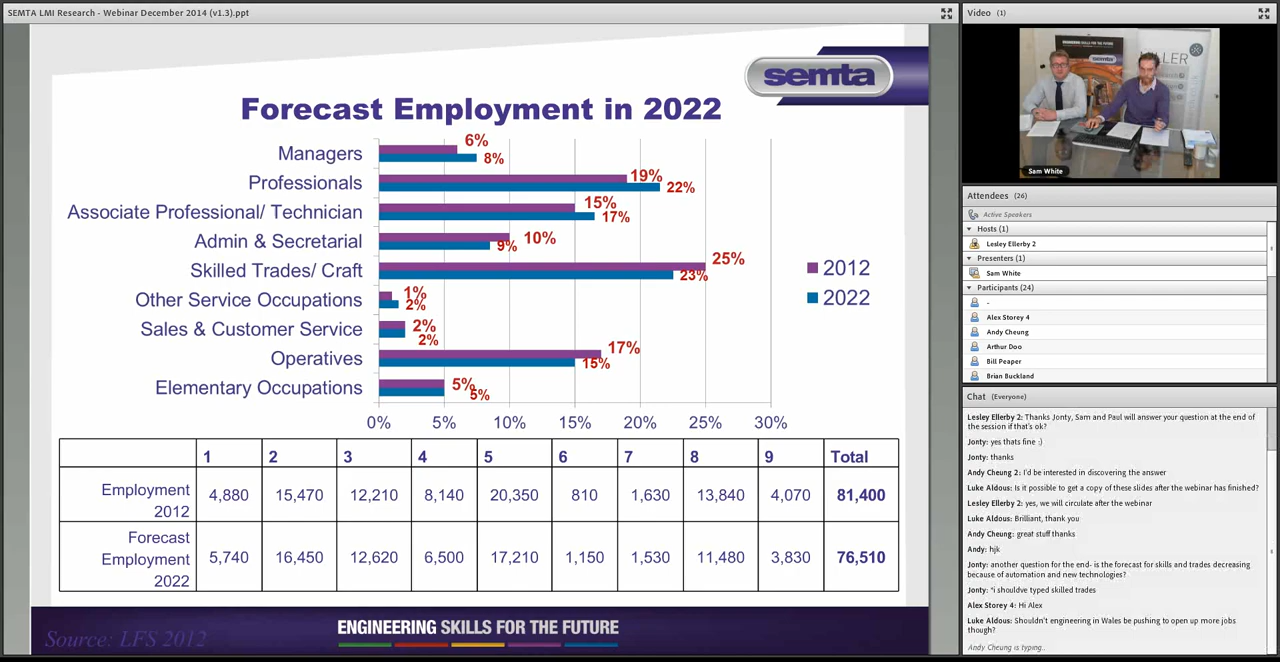 SEMTA LMI Research - Webinar December 2014 (v1.3).ppt
semta
Forecast Employment in 2022
Managers 6% 8%
Professionals 19% 22%
Associate Professional/ Technician 15% 17%
Admin & Secretarial 10% 9%
Skilled Trades/ Craft 25% 23%
Other Service Occupations 1% 2%
Sales & Customer Service 2% 2%
Operatives 17% 15%
Elementary Occupations 5% 5%
0% 5% 10% 15% 20% 25% 30%
2012
2022
1 2 3 4 5 6 7 8 9 Total
Employment
2012
4,880 15,470 12,210 8,140 20,350 810 1,630 13,840 4,070 81,400
Forecast
Employment
2022
5,740 16,450 12,620 6,500 17,210 1,150 1,530 11,480 3,830 76,510
ENGINEERING SKILLS FOR THE FUTURE
Source: LFS 2012
Video (1)
ENGINEERING SKILLS FOR THE FUTURE
semta
Sam White
Attendees (26)
Active Speakers
Hosts (1)
Lesley Ellerby 2
Presenters (1)
Sam White
Participants (24)
-
Alex Storey 4
Andy Cheung
Arthur Doo
Bill Peaper
Brian Buckland
Chat (Everyone)
Lesley Ellerby 2: Thanks Jonty, Sam and Paul will answer your question at the end of
the session if that's ok?
Jonty: yes thats fine :)
Jonty: thanks
Andy Cheung 2: I'd be interested in discovering the answer
Luke Aldous: Is it possible to get a copy of these slides after the webinar has finished?
Lesley Ellerby 2: yes, we will circulate after the webinar
Luke Aldous: Brilliant, thank you
Andy Cheung: great stuff thanks
Andy: hjk
Jonty: another question for the end- is the forecast for skills and trades decreasing
because of automation and new technologies?
Jonty: *i shouldve typed skilled trades
Alex Storey 4: Hi Alex
Luke Aldous: Shouldn't engineering in Wales be pushing to open up more jobs
though?
Andy Cheung is typing..